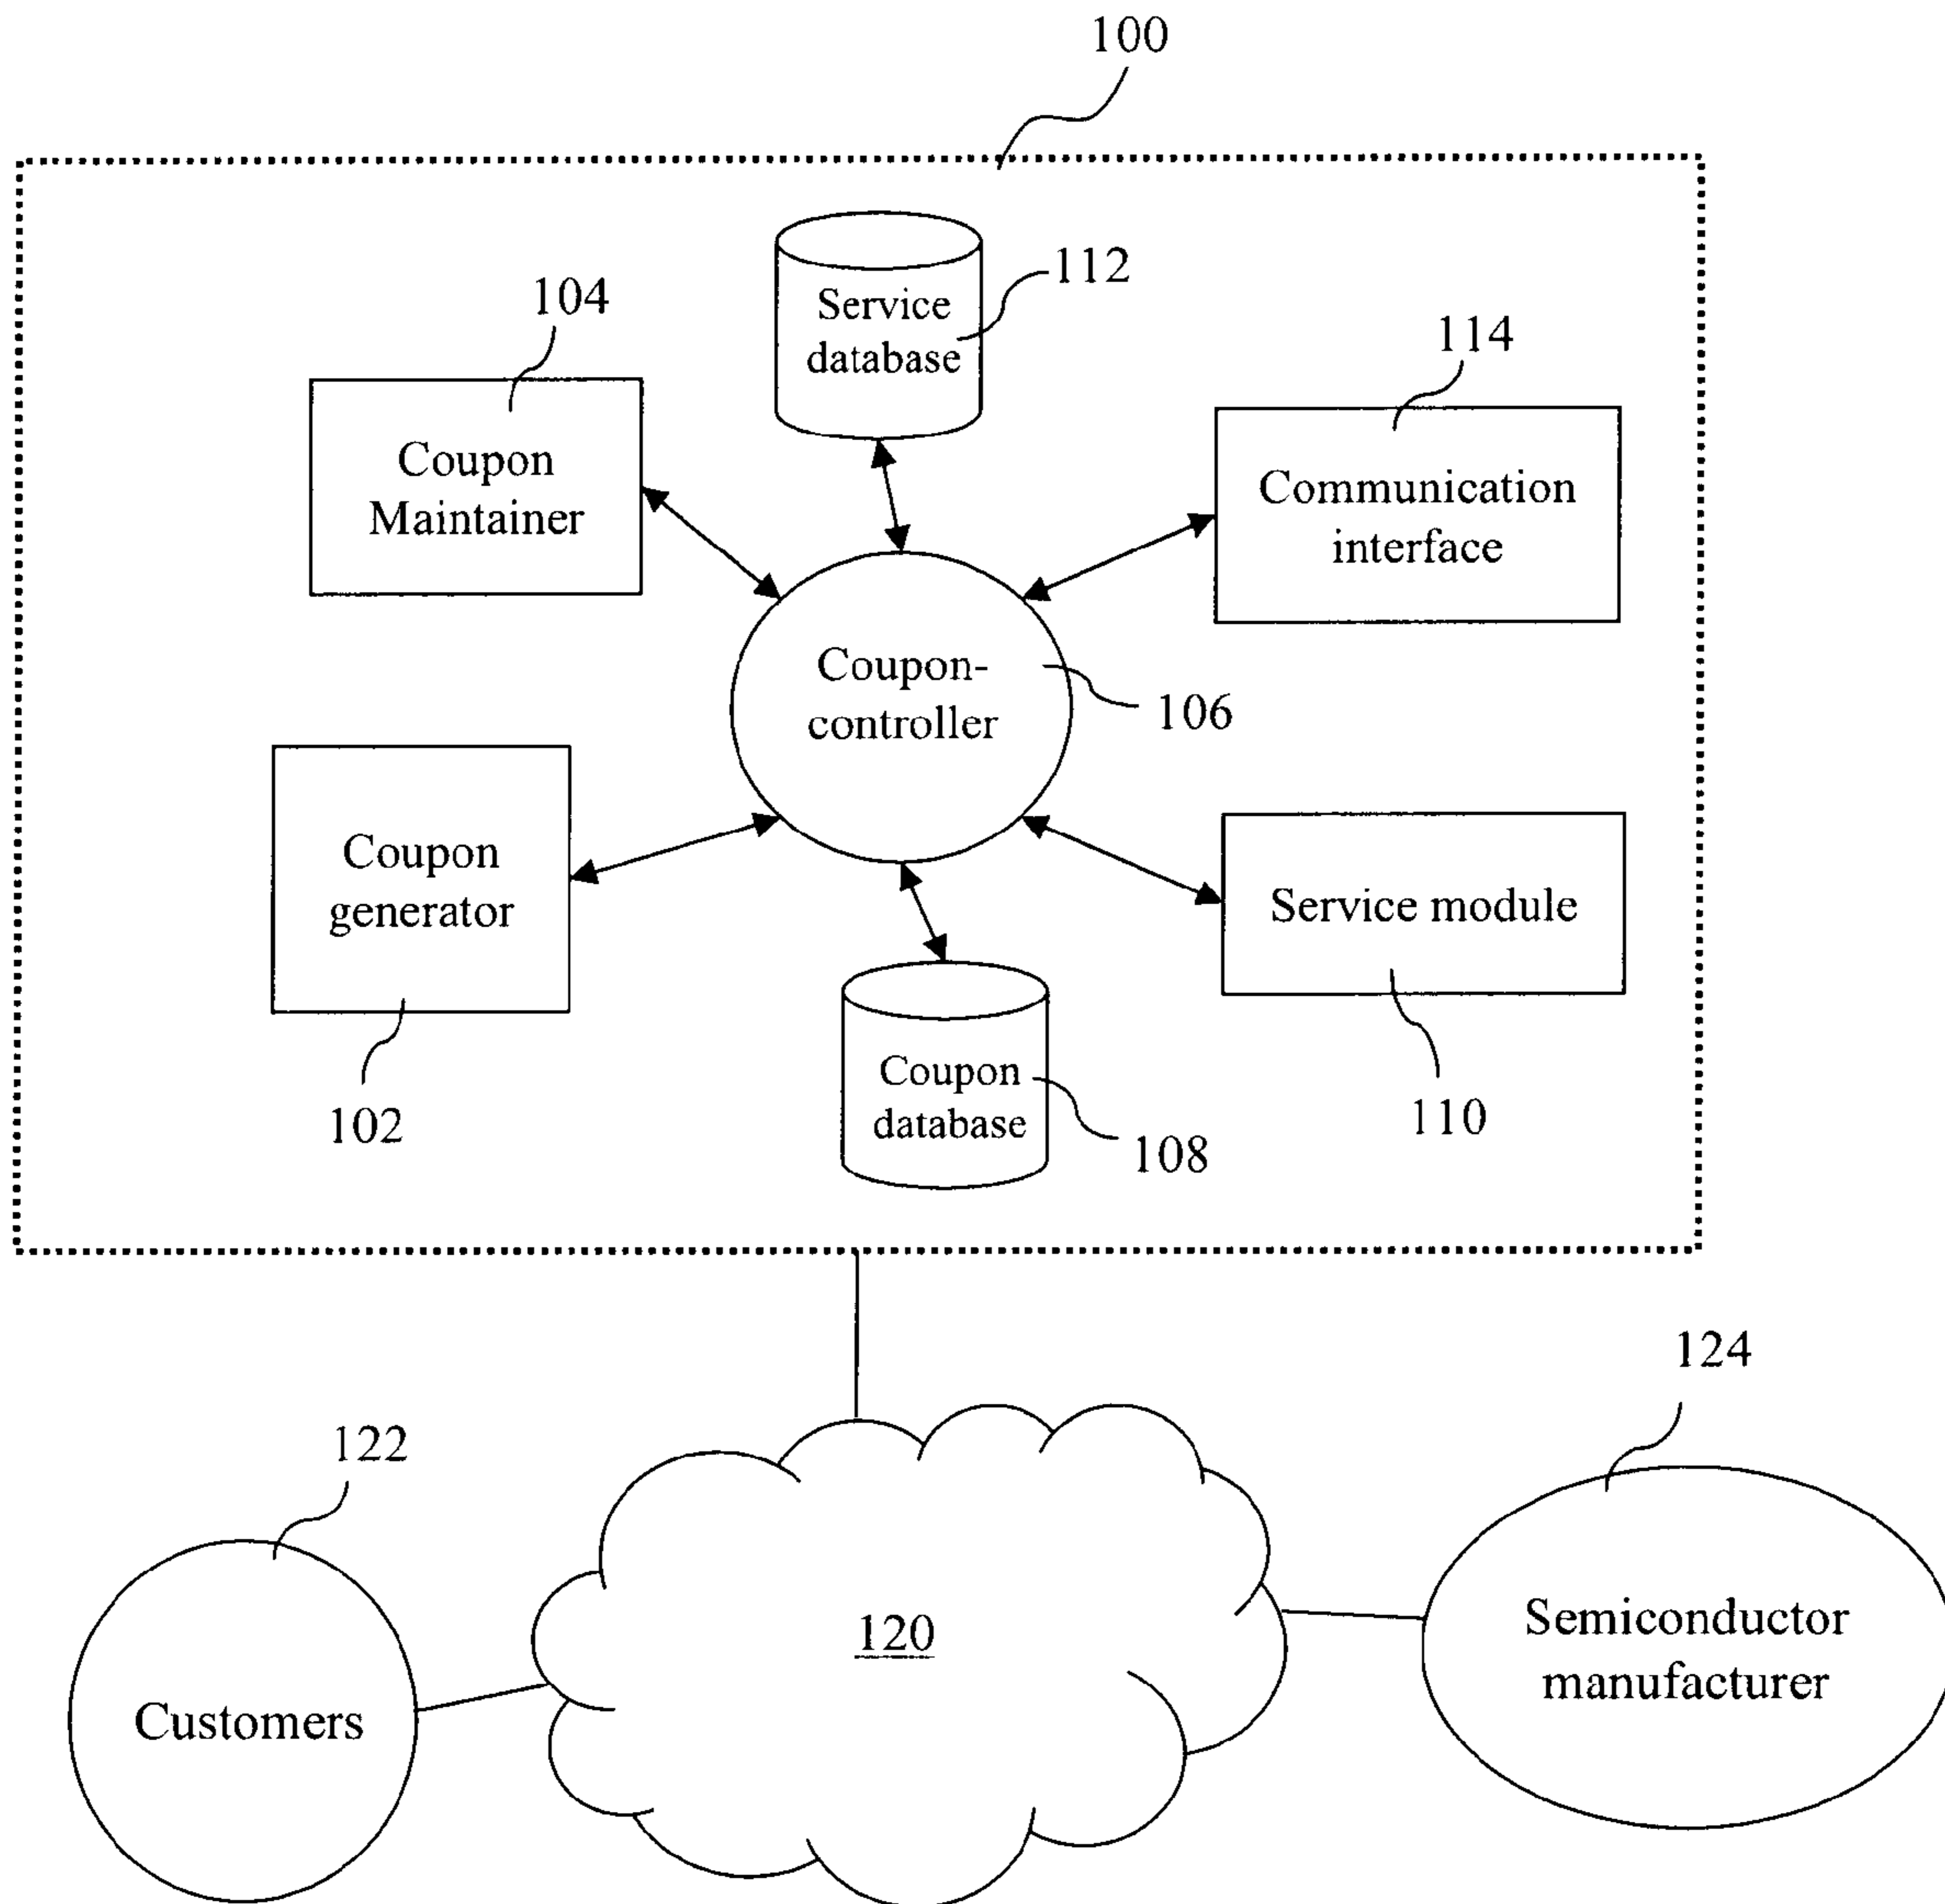 100
112
Service
database
104
114
Coupon
Maintainer
Communication
interface
Coupon-
controller
106
Coupon
generator
Service module
102
Coupon
database
108
110
124
122
120
Semiconductor
manufacturer
Customers